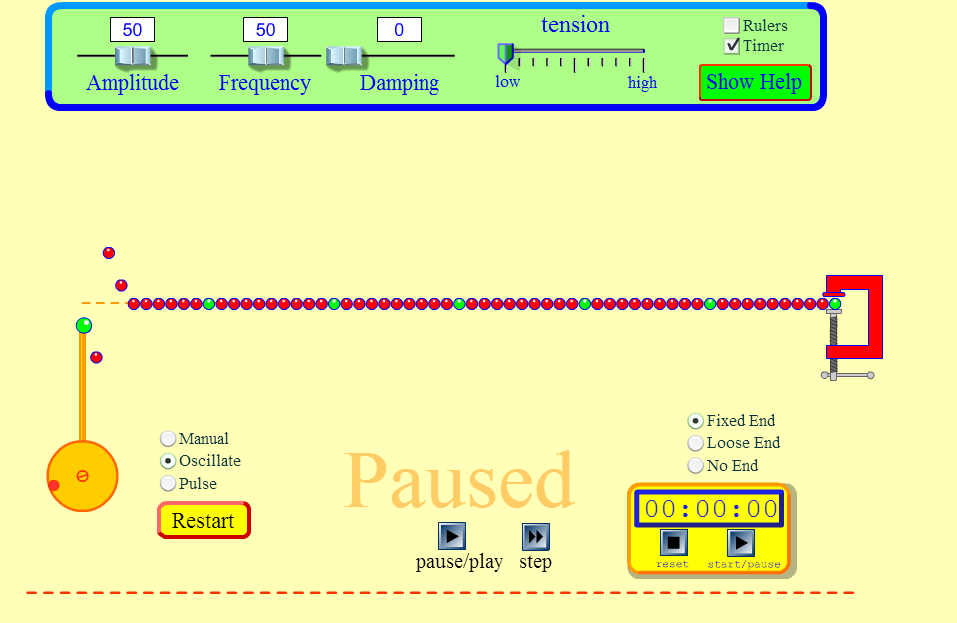 50 50 0
Amplitude Frequency Damping
tension
low high
Rulers
Timer
Show Help
Manual
Oscillate
Pulse
Restart
Paused
pause/play step
Fixed End
Loose End
No End
00:00:00
reset start/pause